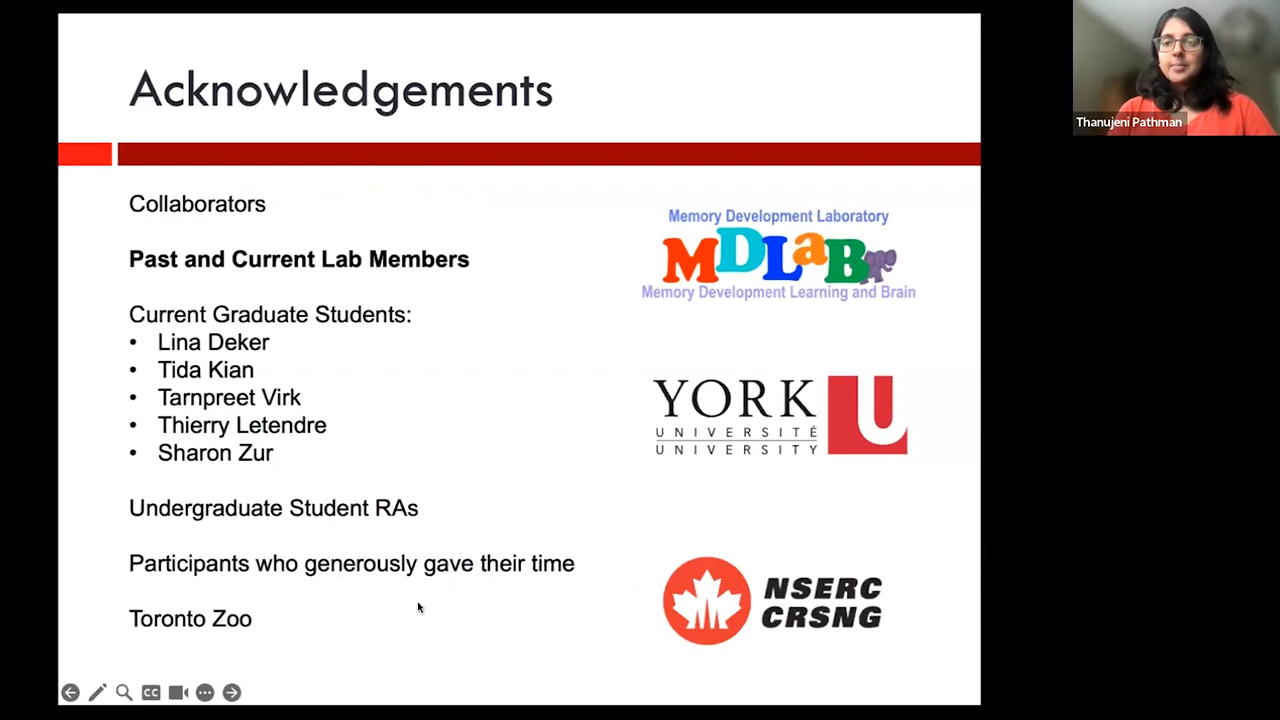 Acknowledgements
Thanujeni Pathman
Collaborators
Past and Current Lab Members
Current Graduate Students:
• Lina Deker
• Tida Kian
• Tarnpreet Virk
• Thierry Letendre
• Sharon Zur
Undergraduate Student RAs
Participants who generously gave their time
Toronto Zoo
Memory Development Laboratory
MDLaB
Memory Development Learning and Brain
YORK U
UNIVERSITÉ
UNIVERSITY
NSERC
CRSNG
CC